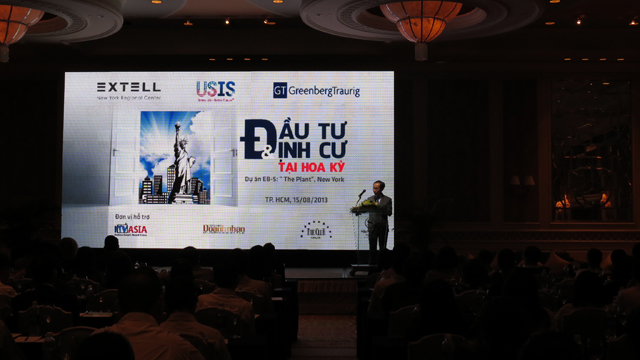 EXTELL
New York Regional Center
USIS
GT GreenbergTraurig
ĐẦU TƯ
& ĐỊNH CƯ
TẠI HOA KỲ
Dự án EB-5: “The Plant”, New York
TP. HCM, 15/08/2013
Đơn vị hỗ trợ
ASIA